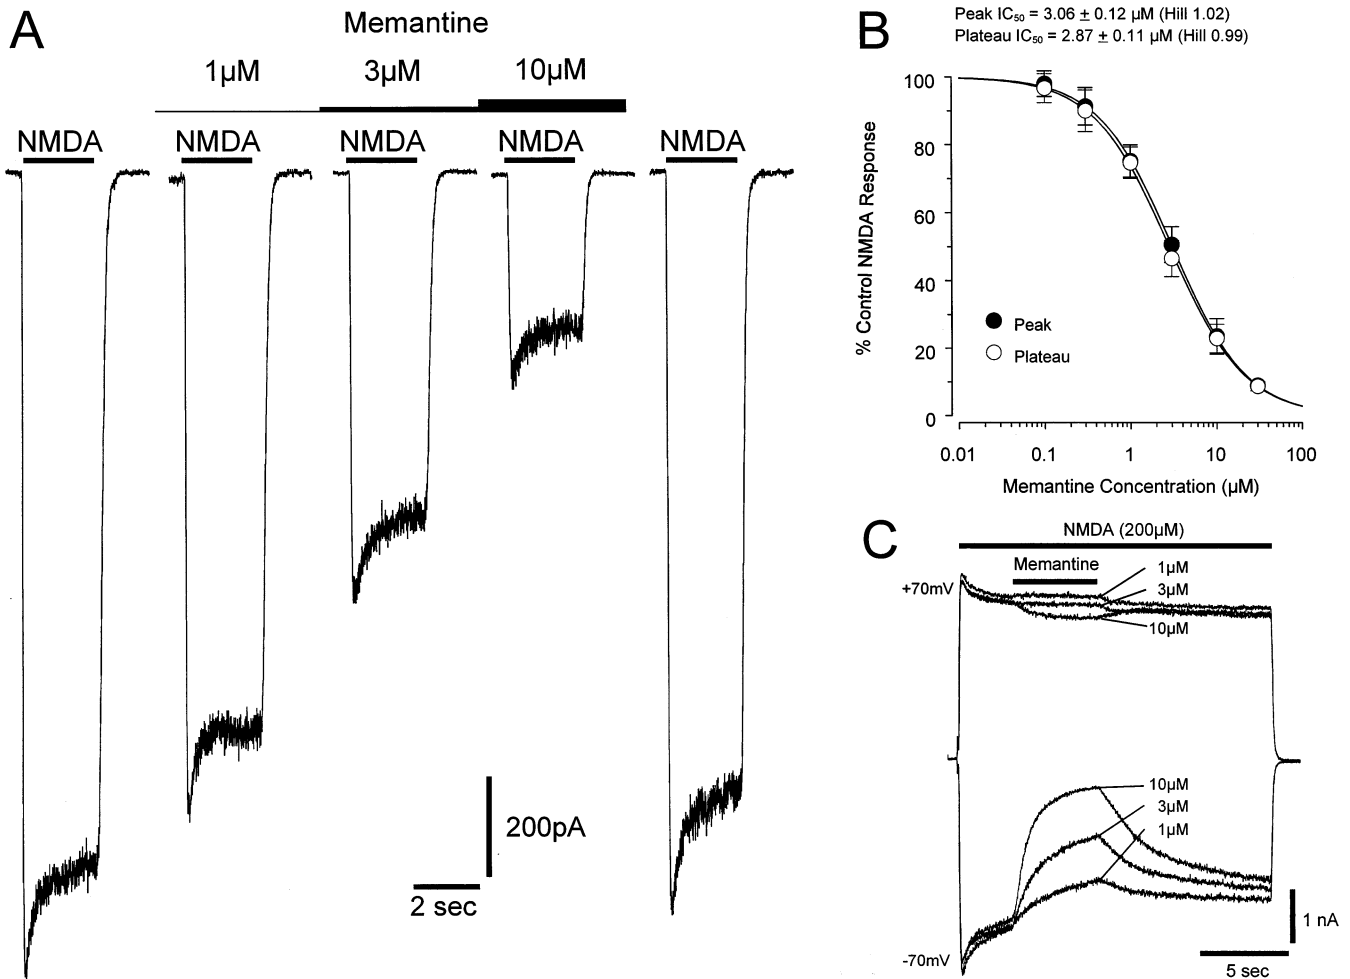 A
Memantine
1µM
3µM
10µM
NMDA
NMDA
NMDA
NMDA
NMDA
200pA
2 sec
B
Peak IC50 = 3.06 ± 0.12 µM (Hill 1.02)
Plateau IC50 = 2.87 ± 0.11 µM (Hill 0.99)
% Control NMDA Response
100
80
60
40
20
0
Peak
Plateau
0.01
0.1
1
10
100
Memantine Concentration (µM)
C
NMDA (200µM)
Memantine
+70mV
1µM
3µM
10µM
10µM
3µM
1µM
-70mV
1 nA
5 sec